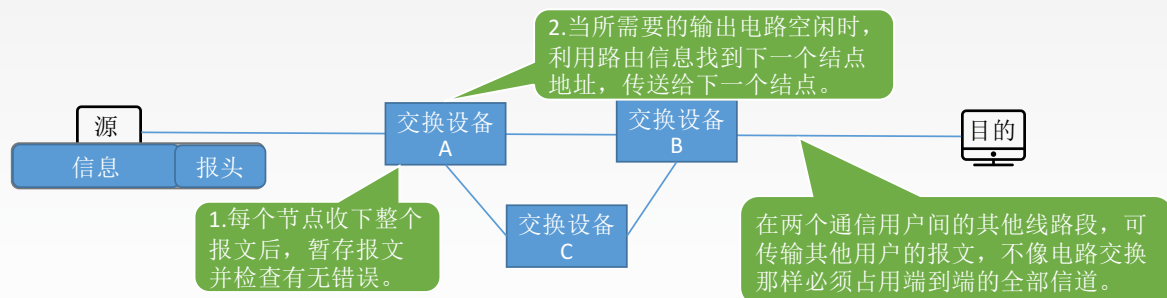 2.当所需要的输出电路空闲时，
利用路由信息找到下一个结点
地址，传送给下一个结点。
源
信息
报头
交换设备
A
交换设备
B
目的
1.每个节点收下整个
报文后，暂存报文
并检查有无错误。
交换设备
C
在两个通信用户间的其他线路段，可
传输其他用户的报文，不像电路交换
那样必须占用端到端的全部信道。